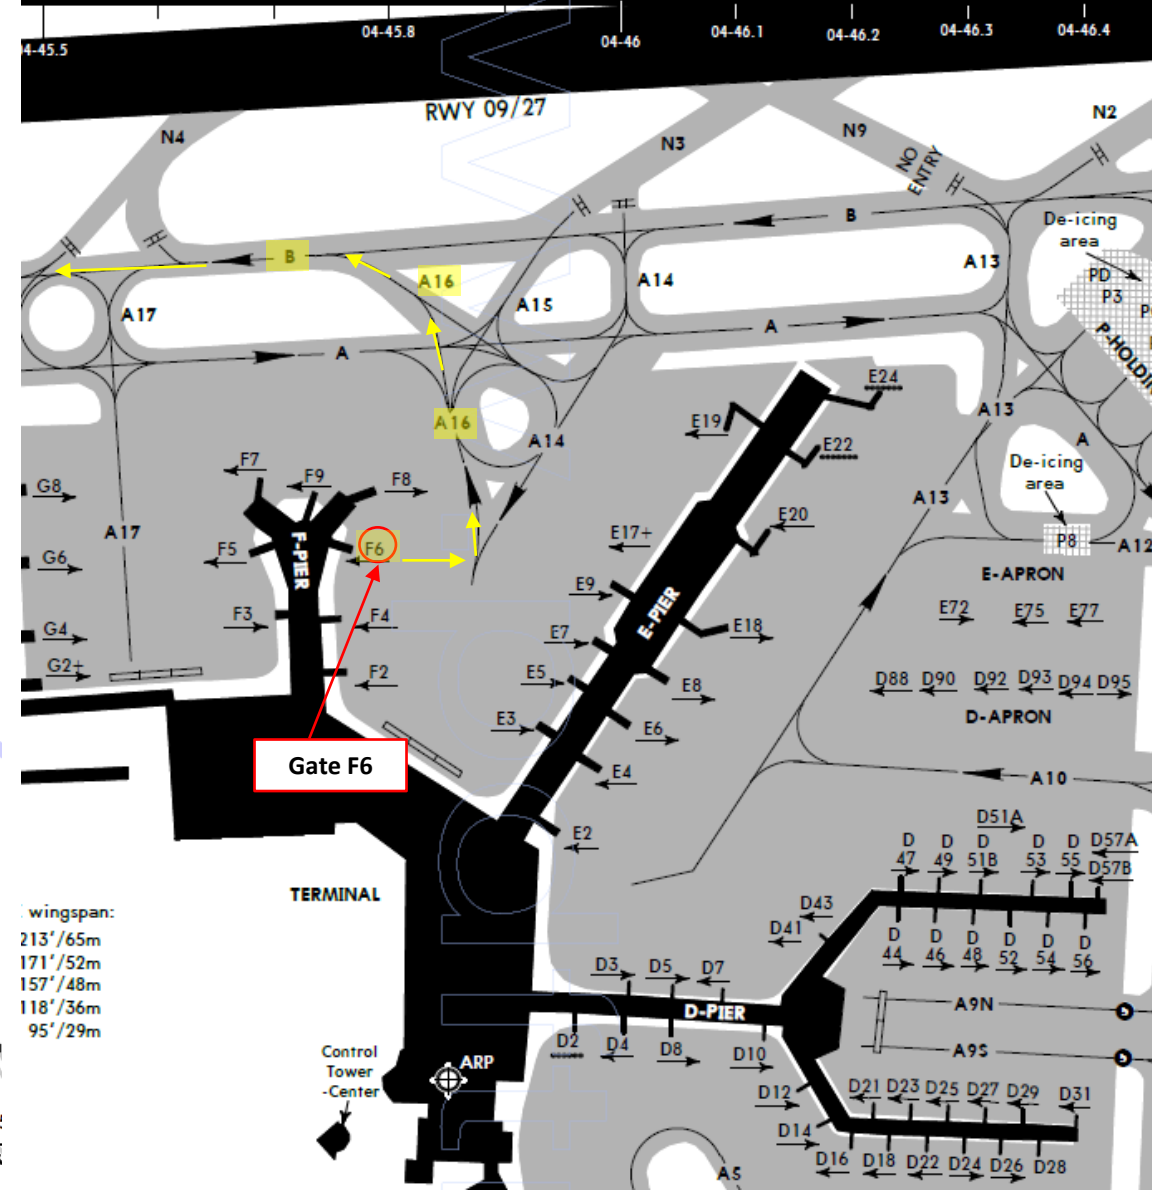 04-45.5
04-45.8
04-46
04-46.1
04-46.2
04-46.3
04-46.4
RWY 09/27
N4
N3
N9
NO
ENTRY
N2
B
B
De-icing
area
PD
P3
P-HOLDI
A16
A17
A15
A14
A13
A
A
A16
A14
A13
A
A13
De-icing
area
P8
A12
E24
E19
E22
E20
E17+
E9
E7
E5
E3
E-PIER
E18
E8
E6
E4
E2
F7
F9
F8
F5
F6
F3
F4
F2
F-PIER
G8
G6
G4
G2+
A17
E-APRON
E72
E75
E77
D88
D90
D92
D93
D94
D95
D-APRON
A10
Gate F6
TERMINAL
wingspan:
213'/65m
171'/52m
157'/48m
118'/36m
95'/29m
D51A
D
47
D
49
D
51B
D
53
D
55
D57A
D57B
D43
D41
D
44
D
46
D
48
D
52
D
54
D
56
D3
D5
D7
D-PIER
A9N
A9S
D2
D4
D8
D10
Control
Tower
-Center
ARP
D12
D14
D21
D23
D25
D27
D29
D31
D16
D18
D22
D24
D26
D28
A5